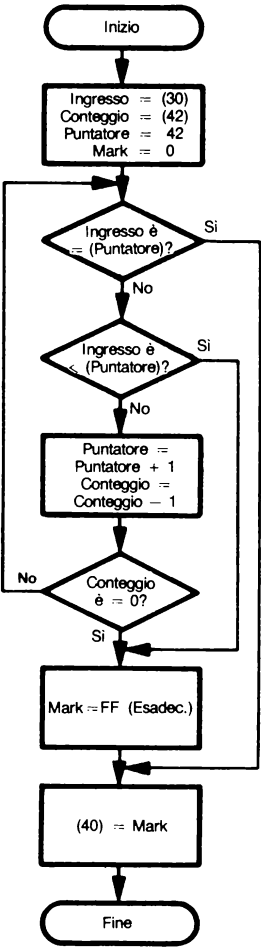 Inizio
Ingresso = (30)
Conteggio = (42)
Puntatore = 42
Mark = 0
Ingresso è
= (Puntatore)?
Si
No
Ingresso è
< (Puntatore)?
Si
No
Puntatore =
Puntatore + 1
Conteggio =
Conteggio − 1
Conteggio
è = 0?
No
Si
Mark = FF (Esadec.)
(40) = Mark
Fine